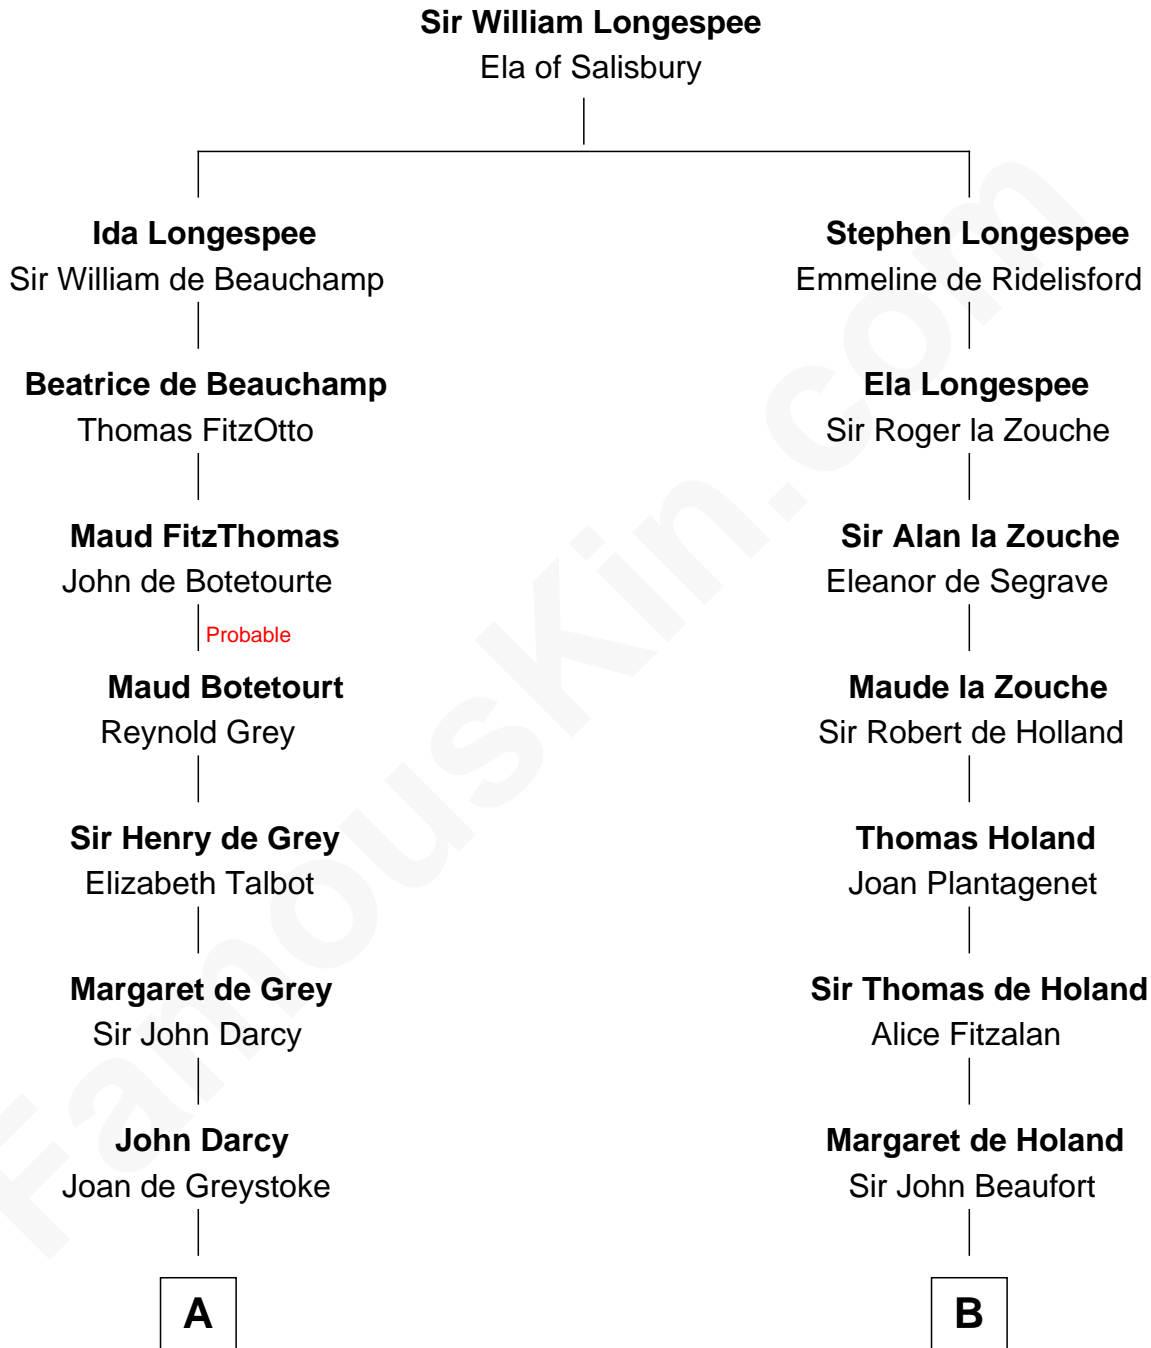 Sir William Longespee
Ela of Salisbury
Ida Longespee
Sir William de Beauchamp
Beatrice de Beauchamp
Thomas FitzOtto
Maud FitzThomas
John de Botetourte
Probable
Maud Botetourt
Reynold Grey
Sir Henry de Grey
Elizabeth Talbot
Margaret de Grey
Sir John Darcy
John Darcy
Joan de Greystoke
A
Stephen Longespee
Emmeline de Ridelisford
Ela Longespee
Sir Roger la Zouche
Sir Alan la Zouche
Eleanor de Segrave
Maude la Zouche
Sir Robert de Holland
Thomas Holand
Joan Plantagenet
Sir Thomas de Holand
Alice Fitzalan
Margaret de Holand
Sir John Beaufort
B
FamousKin.com